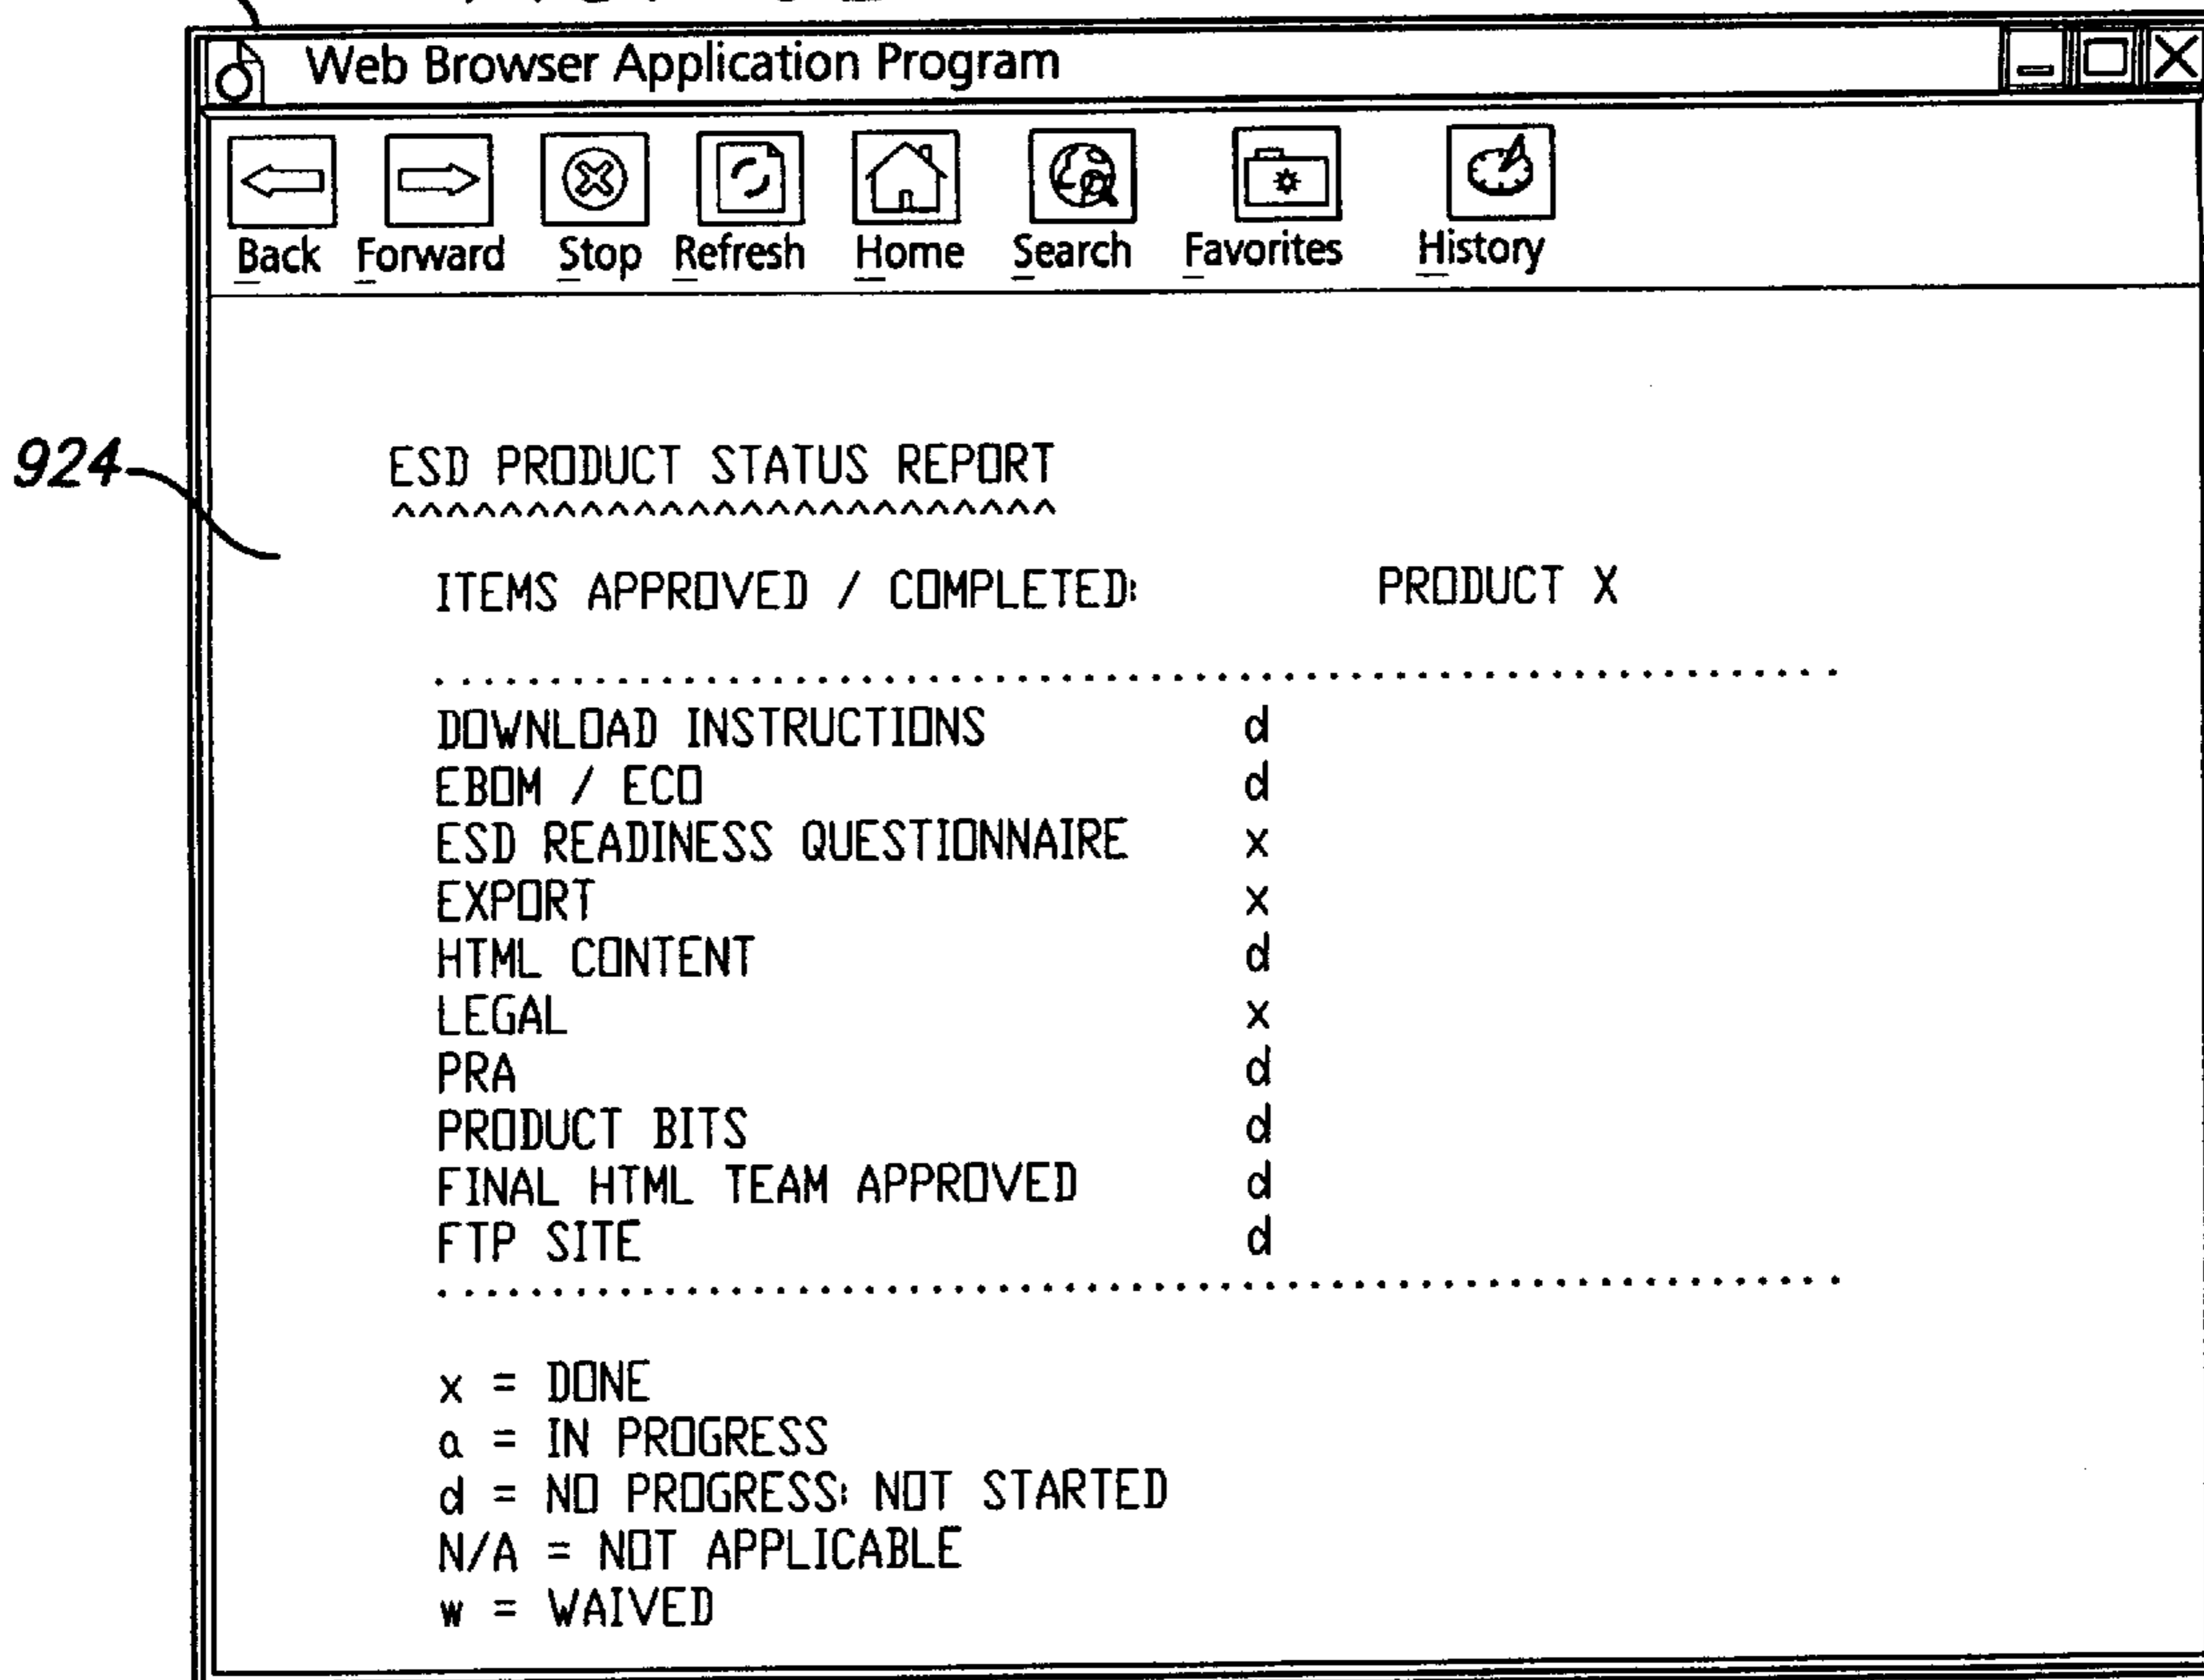 Web Browser Application Program
Back Forward Stop Refresh Home Search Favorites History
924
ESD PRODUCT STATUS REPORT
^^^^^^^^^^^^^^^^^^^^^^^^^
ITEMS APPROVED / COMPLETED: PRODUCT X
DOWNLOAD INSTRUCTIONS d
EBOM / ECO d
ESD READINESS QUESTIONNAIRE x
EXPORT x
HTML CONTENT d
LEGAL x
PRA d
PRODUCT BITS d
FINAL HTML TEAM APPROVED d
FTP SITE d
x = DONE
a = IN PROGRESS
d = NO PROGRESS: NOT STARTED
N/A = NOT APPLICABLE
w = WAIVED